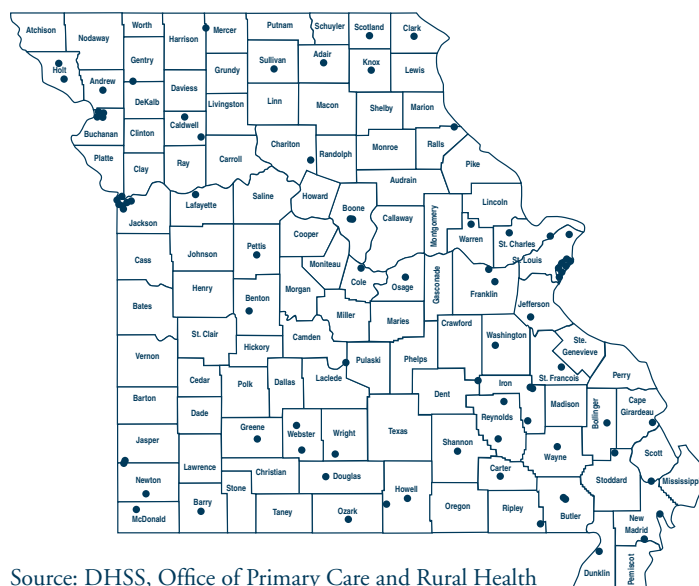 Atchison
Nodaway
Worth
Harrison
Mercer
Putnam
Schuyler
Scotland
Clark
Holt
Andrew
Gentry
Daviess
Grundy
Sullivan
Adair
Knox
Lewis
DeKalb
Livingston
Linn
Macon
Shelby
Marion
Buchanan
Clinton
Caldwell
Chariton
Randolph
Monroe
Ralls
Platte
Clay
Ray
Carroll
Audrain
Pike
Lafayette
Saline
Howard
Boone
Callaway
Montgomery
Lincoln
Jackson
Cooper
Warren
St. Charles
St. Louis
Cass
Johnson
Pettis
Moniteau
Cole
Osage
Gasconade
Franklin
Bates
Henry
Benton
Morgan
Miller
Maries
Jefferson
St. Clair
Camden
Crawford
Washington
Ste.
Genevieve
Vernon
Hickory
Pulaski
Phelps
St. Francois
Perry
Cedar
Polk
Dallas
Laclede
Dent
Iron
Madison
Bollinger
Cape
Girardeau
Barton
Dade
Greene
Webster
Wright
Texas
Shannon
Reynolds
Wayne
Scott
Jasper
Lawrence
Christian
Douglas
Howell
Carter
Stoddard
Mississippi
Newton
Stone
Oregon
Ripley
Butler
New
Madrid
McDonald
Barry
Taney
Ozark
Dunklin
Pemiscot
Source: DHSS, Office of Primary Care and Rural Health